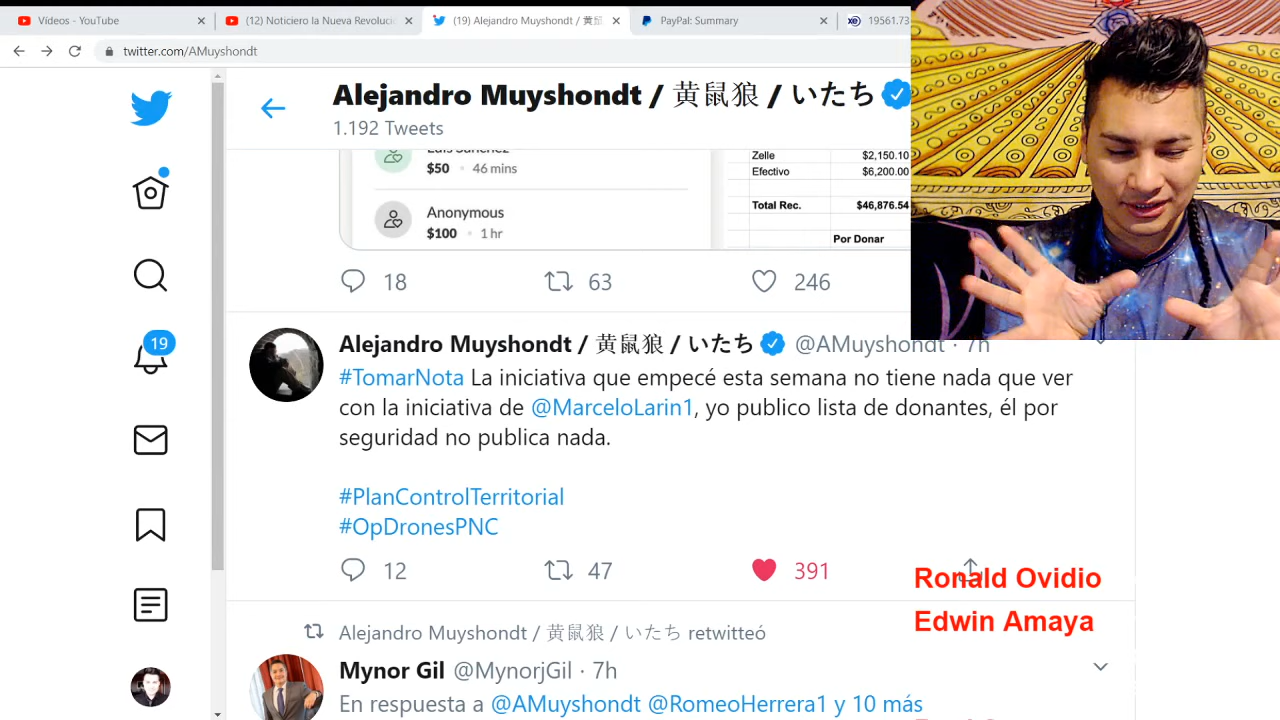 Vídeos - YouTube
(12) Noticiero la Nueva Revoluci
(19) Alejandro Muyshondt / 黄鼠
PayPal: Summary
19561.73
twitter.com/AMuyshondt
Alejandro Muyshondt / 黄鼠狼 / いたち
1.192 Tweets
Luis Sanchez
$50 · 46 mins
Anonymous
$100 · 1 hr
Zelle $2,150.10
Efectivo $6,200.00
Total Rec. $46,876.54
Por Donar
18 63 246
19
Alejandro Muyshondt / 黄鼠狼 / いたち @AMuyshondt · 7h
#TomarNota La iniciativa que empecé esta semana no tiene nada que ver
con la iniciativa de @MarceloLarin1, yo publico lista de donantes, él por
seguridad no publica nada.
#PlanControlTerritorial
#OpDronesPNC
12 47 391
Ronald Ovidio
Edwin Amaya
Alejandro Muyshondt / 黄鼠狼 / いたち retwitteó
Mynor Gil @MynorjGil · 7h
En respuesta a @AMuyshondt @RomeoHerrera1 y 10 más